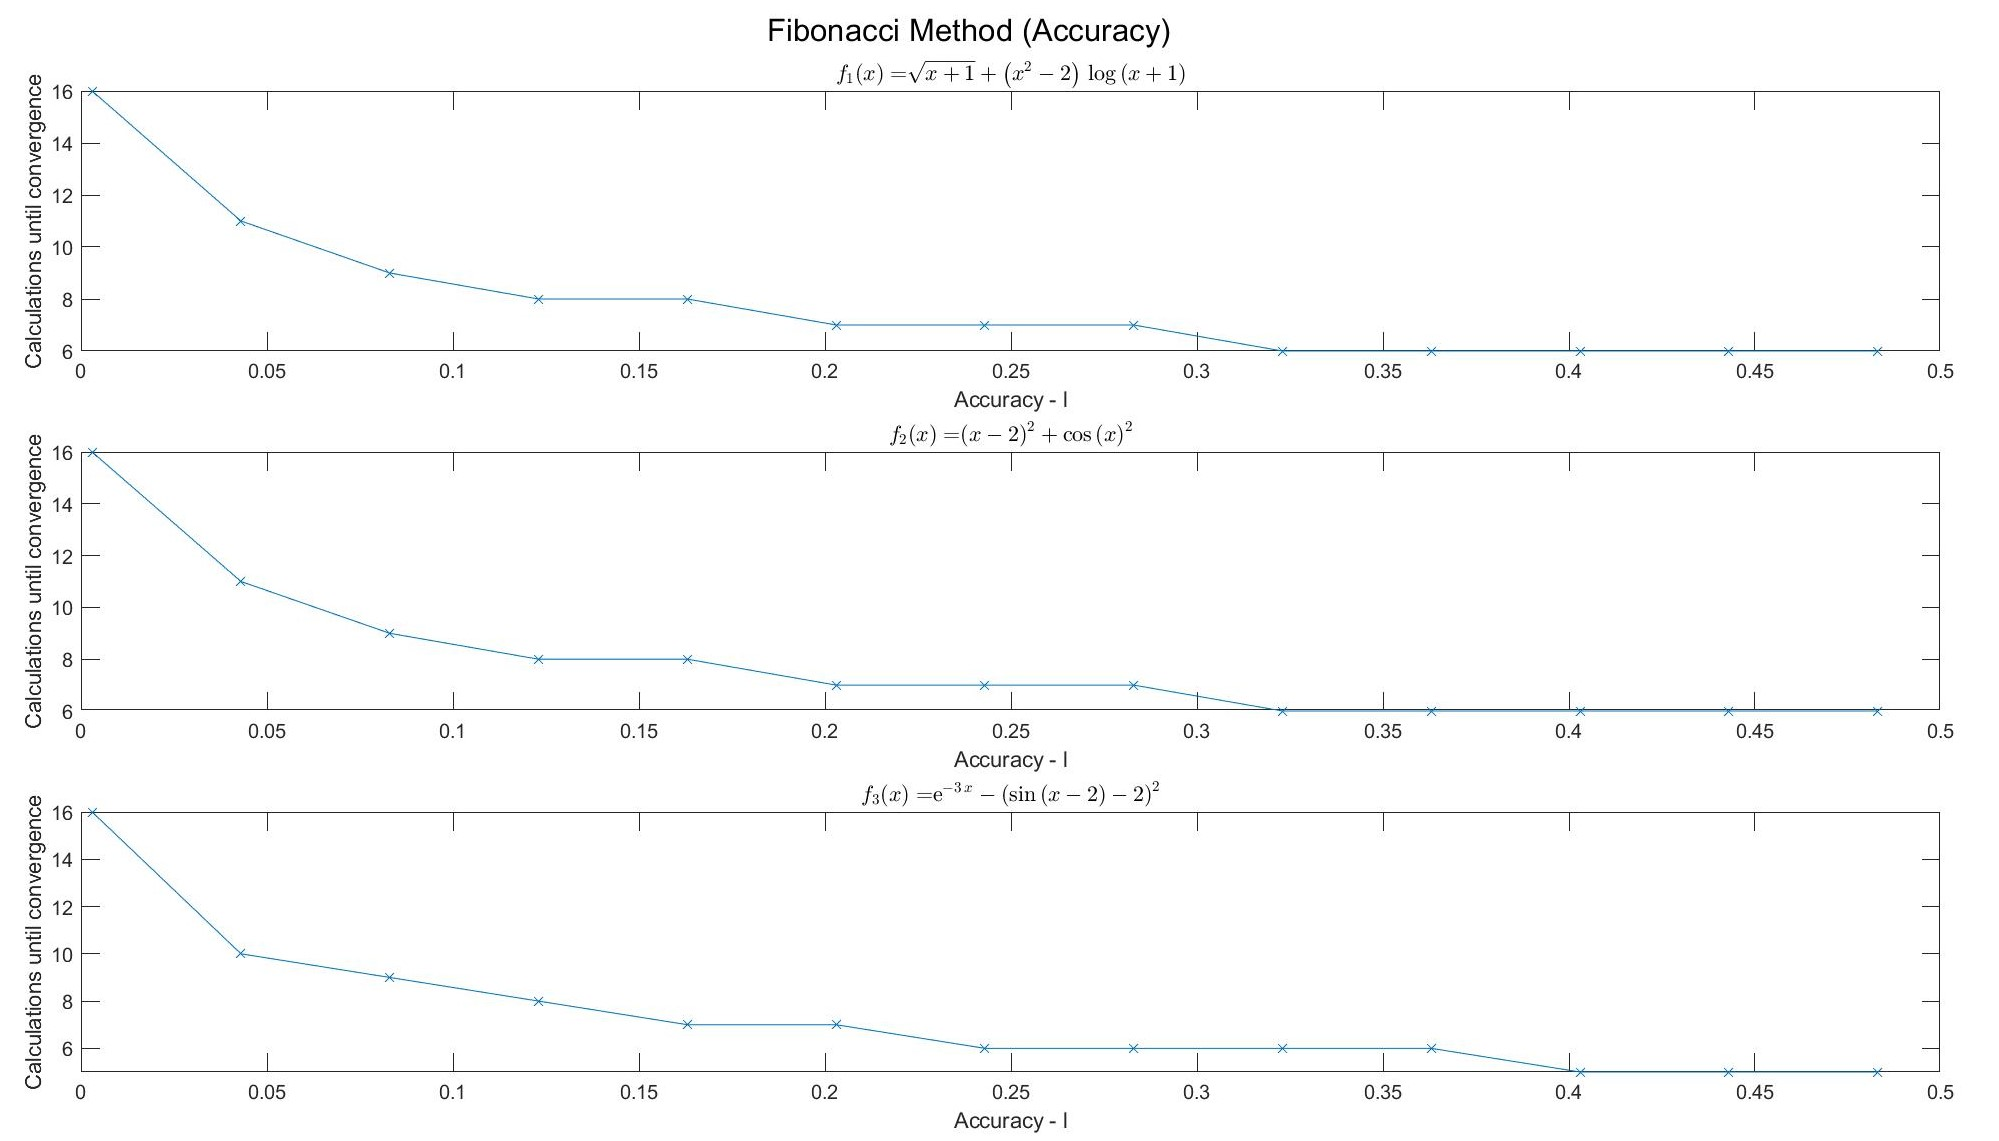 Fibonacci Method (Accuracy)
f₁(x) =√(x + 1) + (x² − 2) log (x + 1)
Calculations until convergence
16
14
12
10
8
6
0 0.05 0.1 0.15 0.2 0.25 0.3 0.35 0.4 0.45 0.5
Accuracy - l
f₂(x) =(x − 2)² + cos (x)²
Calculations until convergence
16
14
12
10
8
6
0 0.05 0.1 0.15 0.2 0.25 0.3 0.35 0.4 0.45 0.5
Accuracy - l
f₃(x) =e⁻³ˣ − (sin (x − 2) − 2)²
Calculations until convergence
16
14
12
10
8
6
0 0.05 0.1 0.15 0.2 0.25 0.3 0.35 0.4 0.45 0.5
Accuracy - l